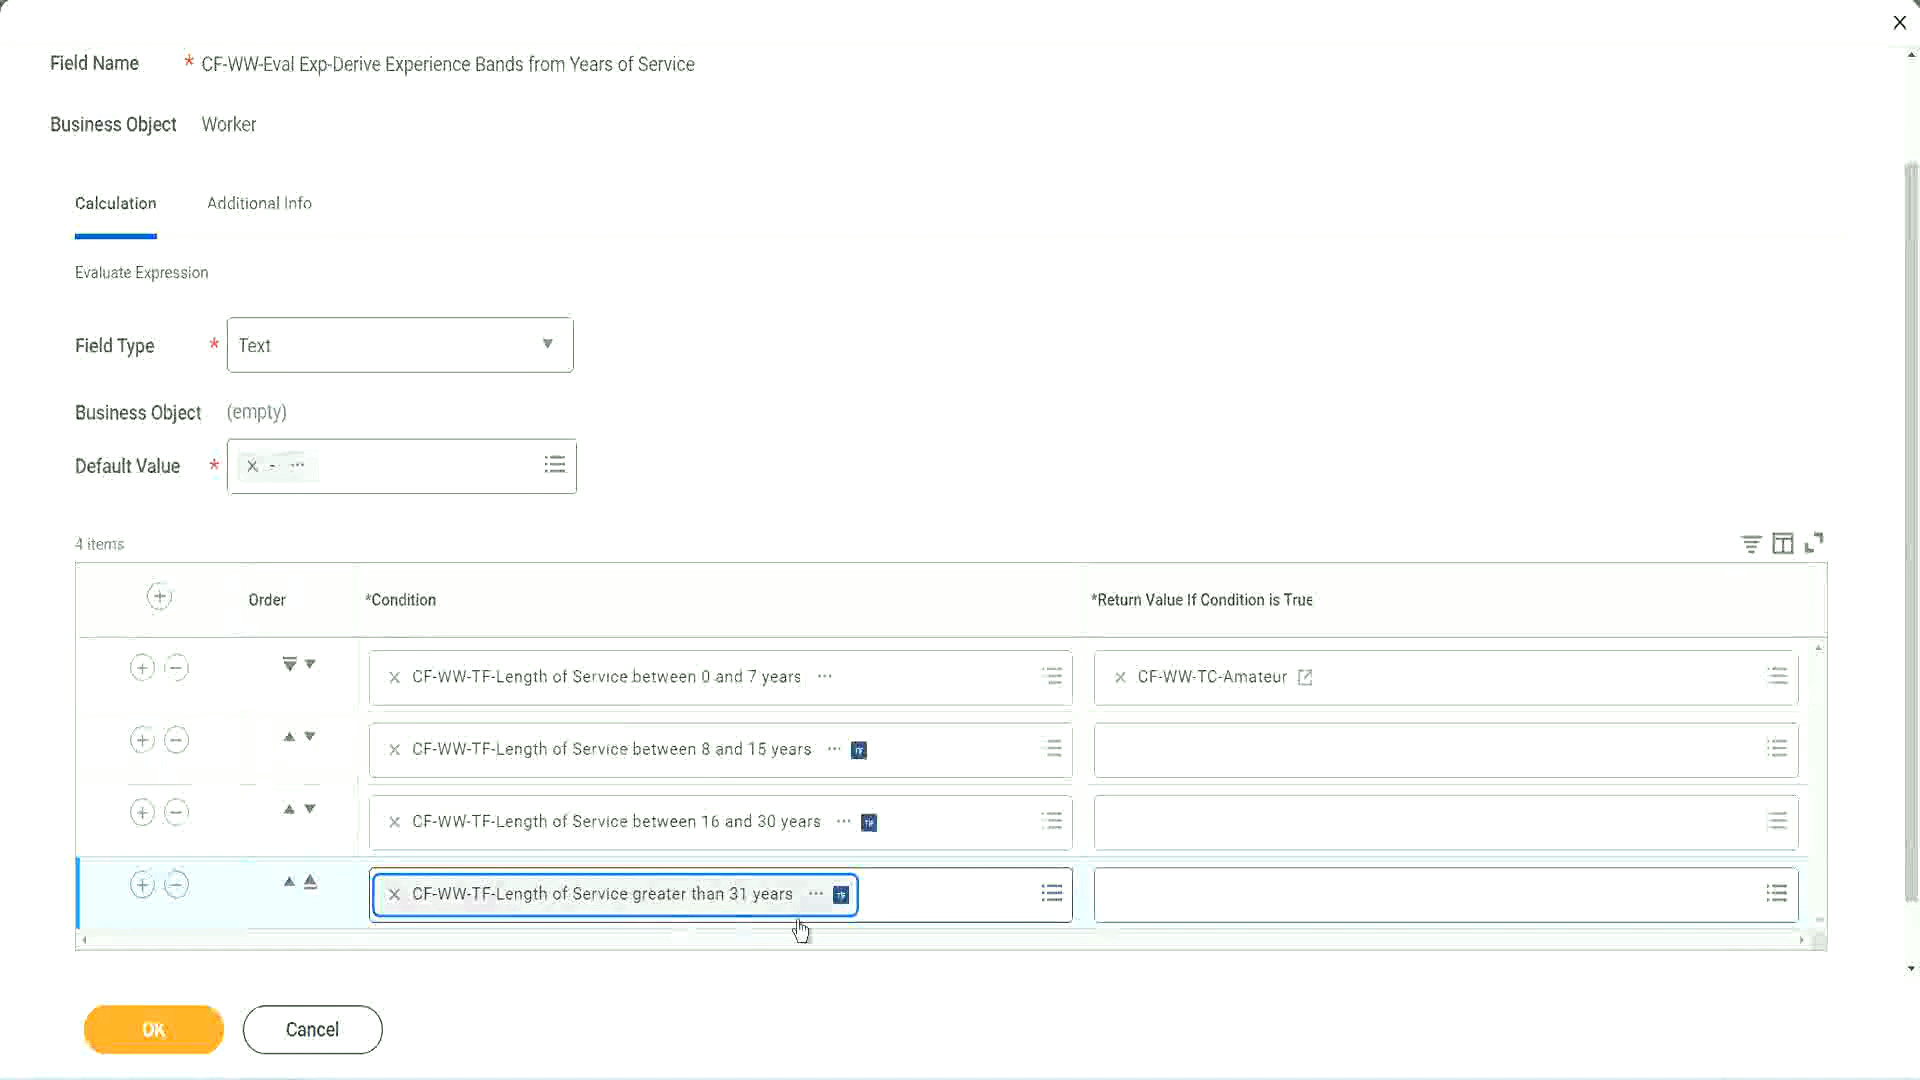 Field Name * CF-WW-Eval Exp-Derive Experience Bands from Years of Service
Business Object Worker
Calculation Additional Info
Evaluate Expression
Field Type * Text
Business Object (empty)
Default Value * X - ...
4 items
Order *Condition *Return Value If Condition is True
CF-WW-TF-Length of Service between 0 and 7 years ... CF-WW-TC-Amateur
CF-WW-TF-Length of Service between 8 and 15 years ... TF
CF-WW-TF-Length of Service between 16 and 30 years ... TF
CF-WW-TF-Length of Service greater than 31 years ... TF
OK Cancel